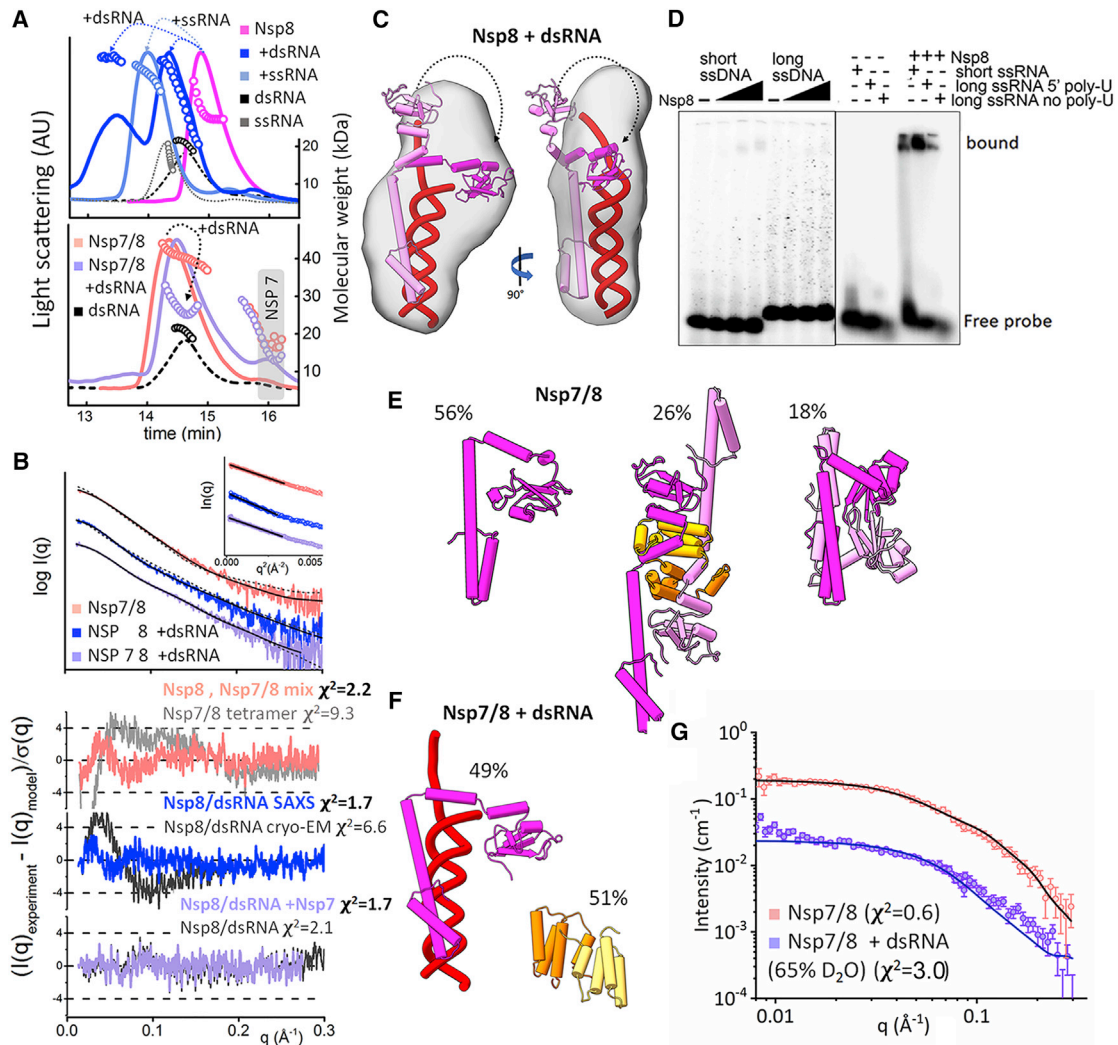 A
+dsRNA
+ssRNA
Nsp8
+dsRNA
+ssRNA
dsRNA
ssRNA
20
10
Light scattering (AU)
Molecular weight (kDa)
+dsRNA
Nsp7/8
Nsp7/8
+dsRNA
dsRNA
NSP 7
40
30
20
10
13
14
15
16
time (min)
B
log I(q)
ln(q)
0.000
0.005
q²(Å⁻²)
Nsp7/8
NSP 8 +dsRNA
NSP 7 8 +dsRNA
Nsp8 , Nsp7/8 mix χ²=2.2
Nsp7/8 tetramer χ²=9.3
4
0
-4
Nsp8/dsRNA SAXS χ²=1.7
Nsp8/dsRNA cryo-EM χ²=6.6
4
0
-4
Nsp8/dsRNA +Nsp7 χ²=1.7
Nsp8/dsRNA χ²=2.1
4
0
-4
(I(q)experiment - I(q)model)/σ(q)
0.0
0.1
0.2
0.3
q (Å⁻¹)
C
Nsp8 + dsRNA
90°
D
short ssDNA
long ssDNA
Nsp8
– – – + + + Nsp8
short ssRNA
long ssRNA 5' poly-U
long ssRNA no poly-U
bound
Free probe
E
Nsp7/8
56%
26%
18%
F
Nsp7/8 + dsRNA
49%
51%
G
10⁰
10⁻¹
10⁻²
10⁻³
10⁻⁴
Intensity (cm⁻¹)
Nsp7/8 (χ²=0.6)
Nsp7/8 + dsRNA
(65% D₂O) (χ²=3.0)
0.01
0.1
q (Å⁻¹)